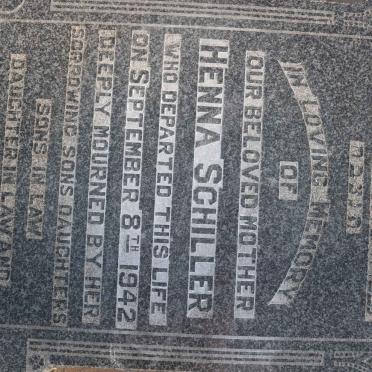 IN LOVING MEMORY
OF
OUR BELOVED MOTHER
HENNA SCHILLER
WHO DEPARTED THIS LIFE
ON SEPTEMBER 8TH 1942
DEEPLY MOURNED BY HER
SORROWING SONS DAUGHTERS
SONS IN LAW
DAUGHTER IN LAW AND